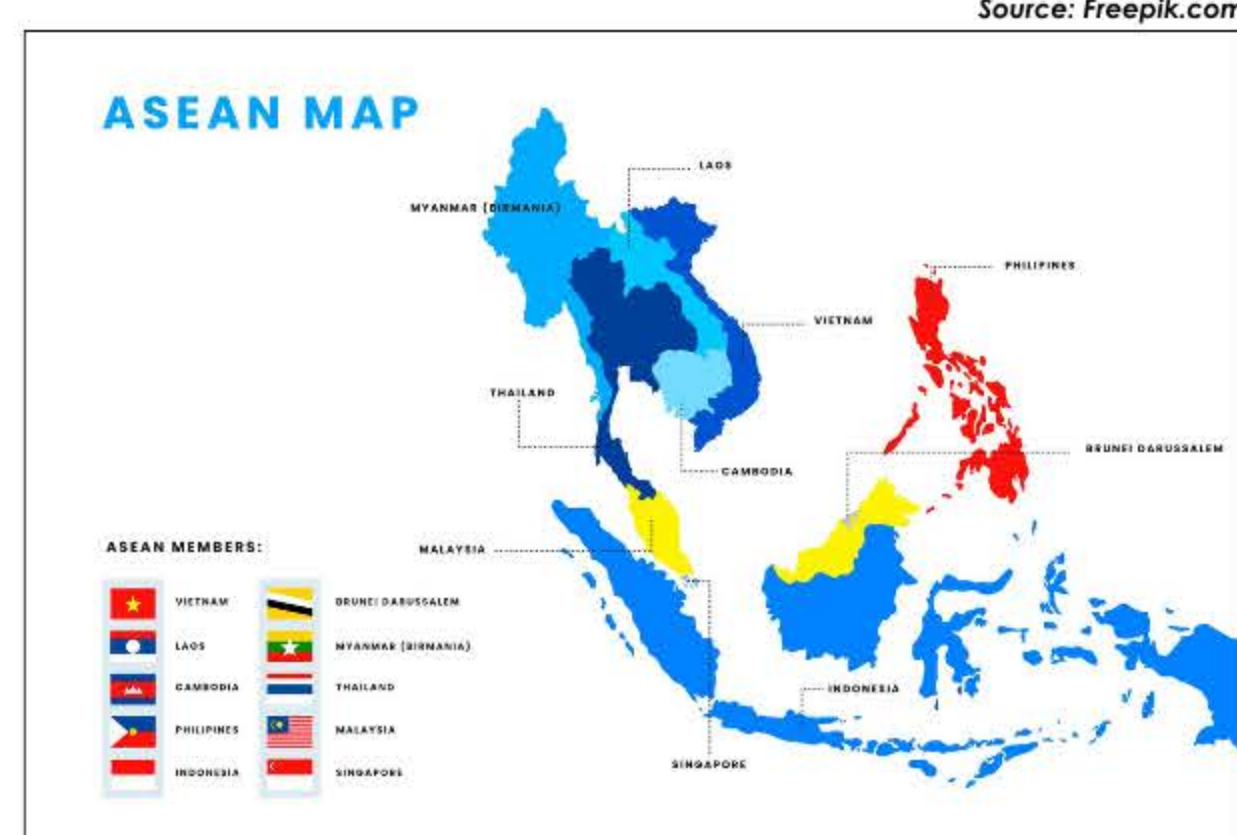 Source: Freepik.com
ASEAN MAP
LAOS
MYANMAR (BIRMANIA)
PHILIPINES
VIETNAM
THAILAND
BRUNEI DARUSSALEM
CAMBODIA
MALAYSIA
INDONESIA
SINGAPORE
ASEAN MEMBERS:
VIETNAM
BRUNEI DARUSSALEM
LAOS
MYANMAR (BIRMANIA)
CAMBODIA
THAILAND
PHILIPINES
MALAYSIA
INDONESIA
SINGAPORE